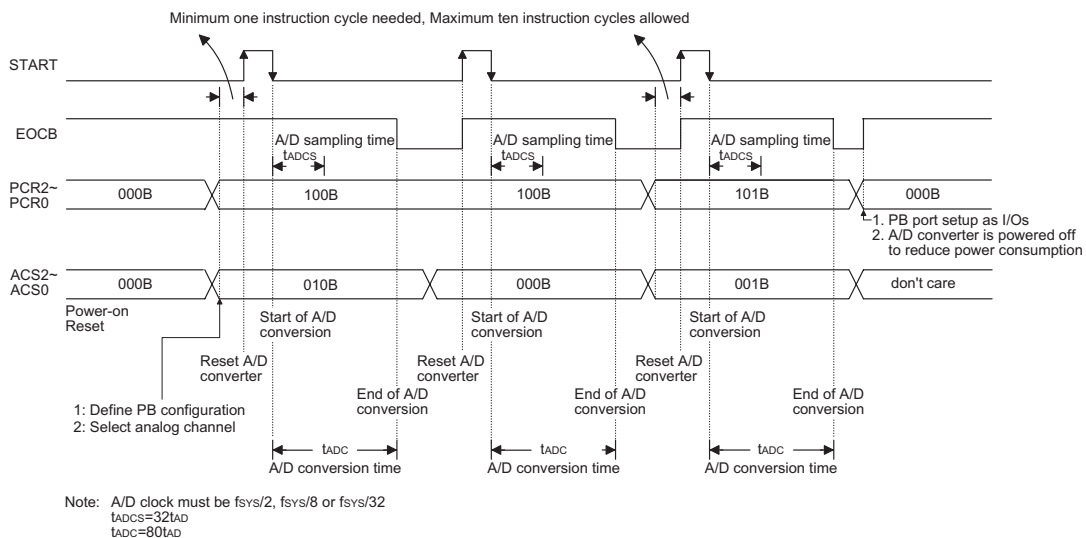 Minimum one instruction cycle needed, Maximum ten instruction cycles allowed
START
EOCB
A/D sampling time
tADCS
A/D sampling time
tADCS
A/D sampling time
tADCS
PCR2~
PCR0
000B
100B
100B
101B
000B
1. PB port setup as I/Os
2. A/D converter is powered off
to reduce power consumption
ACS2~
ACS0
000B
010B
000B
001B
don't care
Power-on
Reset
Start of A/D
conversion
Start of A/D
conversion
Start of A/D
conversion
Reset A/D
converter
Reset A/D
converter
Reset A/D
converter
1: Define PB configuration
2: Select analog channel
End of A/D
conversion
End of A/D
conversion
End of A/D
conversion
tADC
A/D conversion time
tADC
A/D conversion time
tADC
A/D conversion time
Note: A/D clock must be fSYS/2, fSYS/8 or fSYS/32
tADCS=32tAD
tADC=80tAD